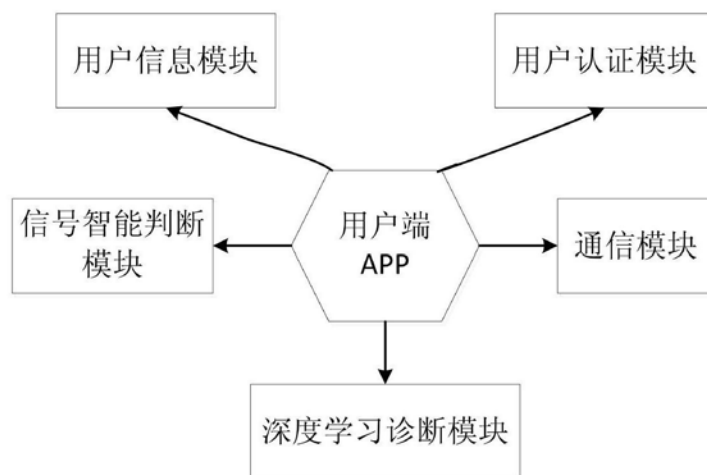 用户信息模块
用户认证模块
信号智能判断
模块
用户端
APP
通信模块
深度学习诊断模块